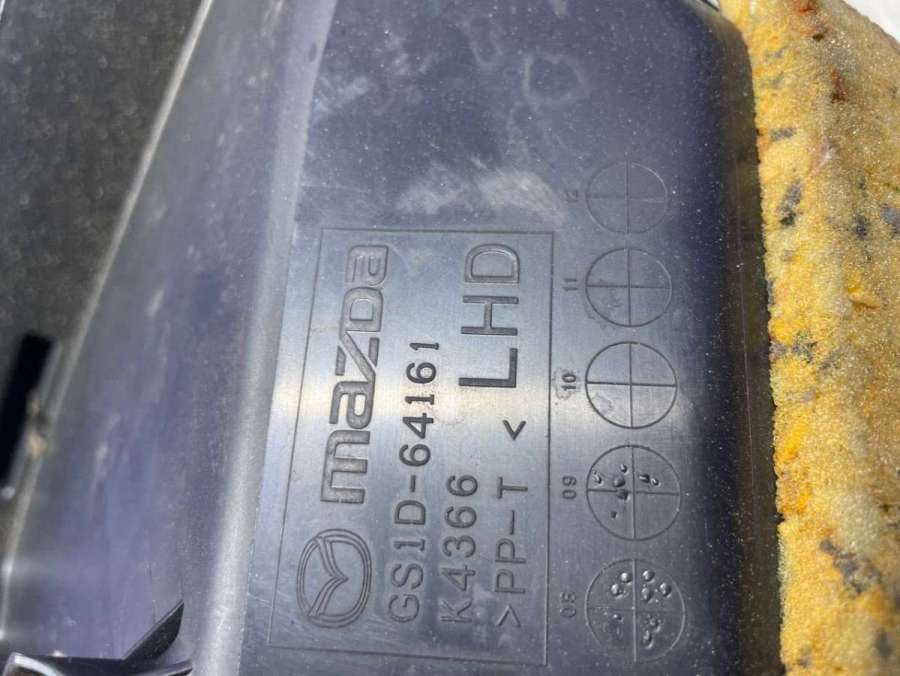 mazda
GS1D-64161
K4366
>PP-T<
LHD
12
11
10
09
08